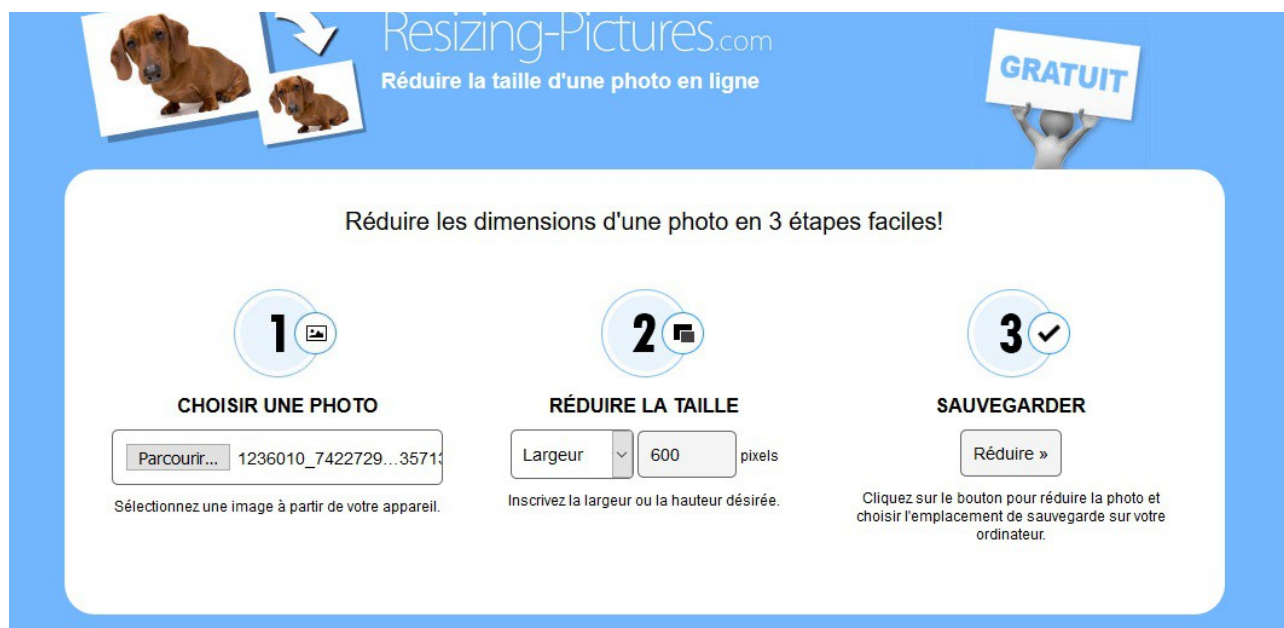 Resizing-Pictures.com
Réduire la taille d'une photo en ligne
GRATUIT
Réduire les dimensions d'une photo en 3 étapes faciles!
1
2
3
CHOISIR UNE PHOTO
RÉDUIRE LA TAILLE
SAUVEGARDER
Parcourir... 1236010_7422729...35713
Largeur 600 pixels
Réduire »
Sélectionnez une image à partir de votre appareil.
Inscrivez la largeur ou la hauteur désirée.
Cliquez sur le bouton pour réduire la photo et
choisir l'emplacement de sauvegarde sur votre
ordinateur.